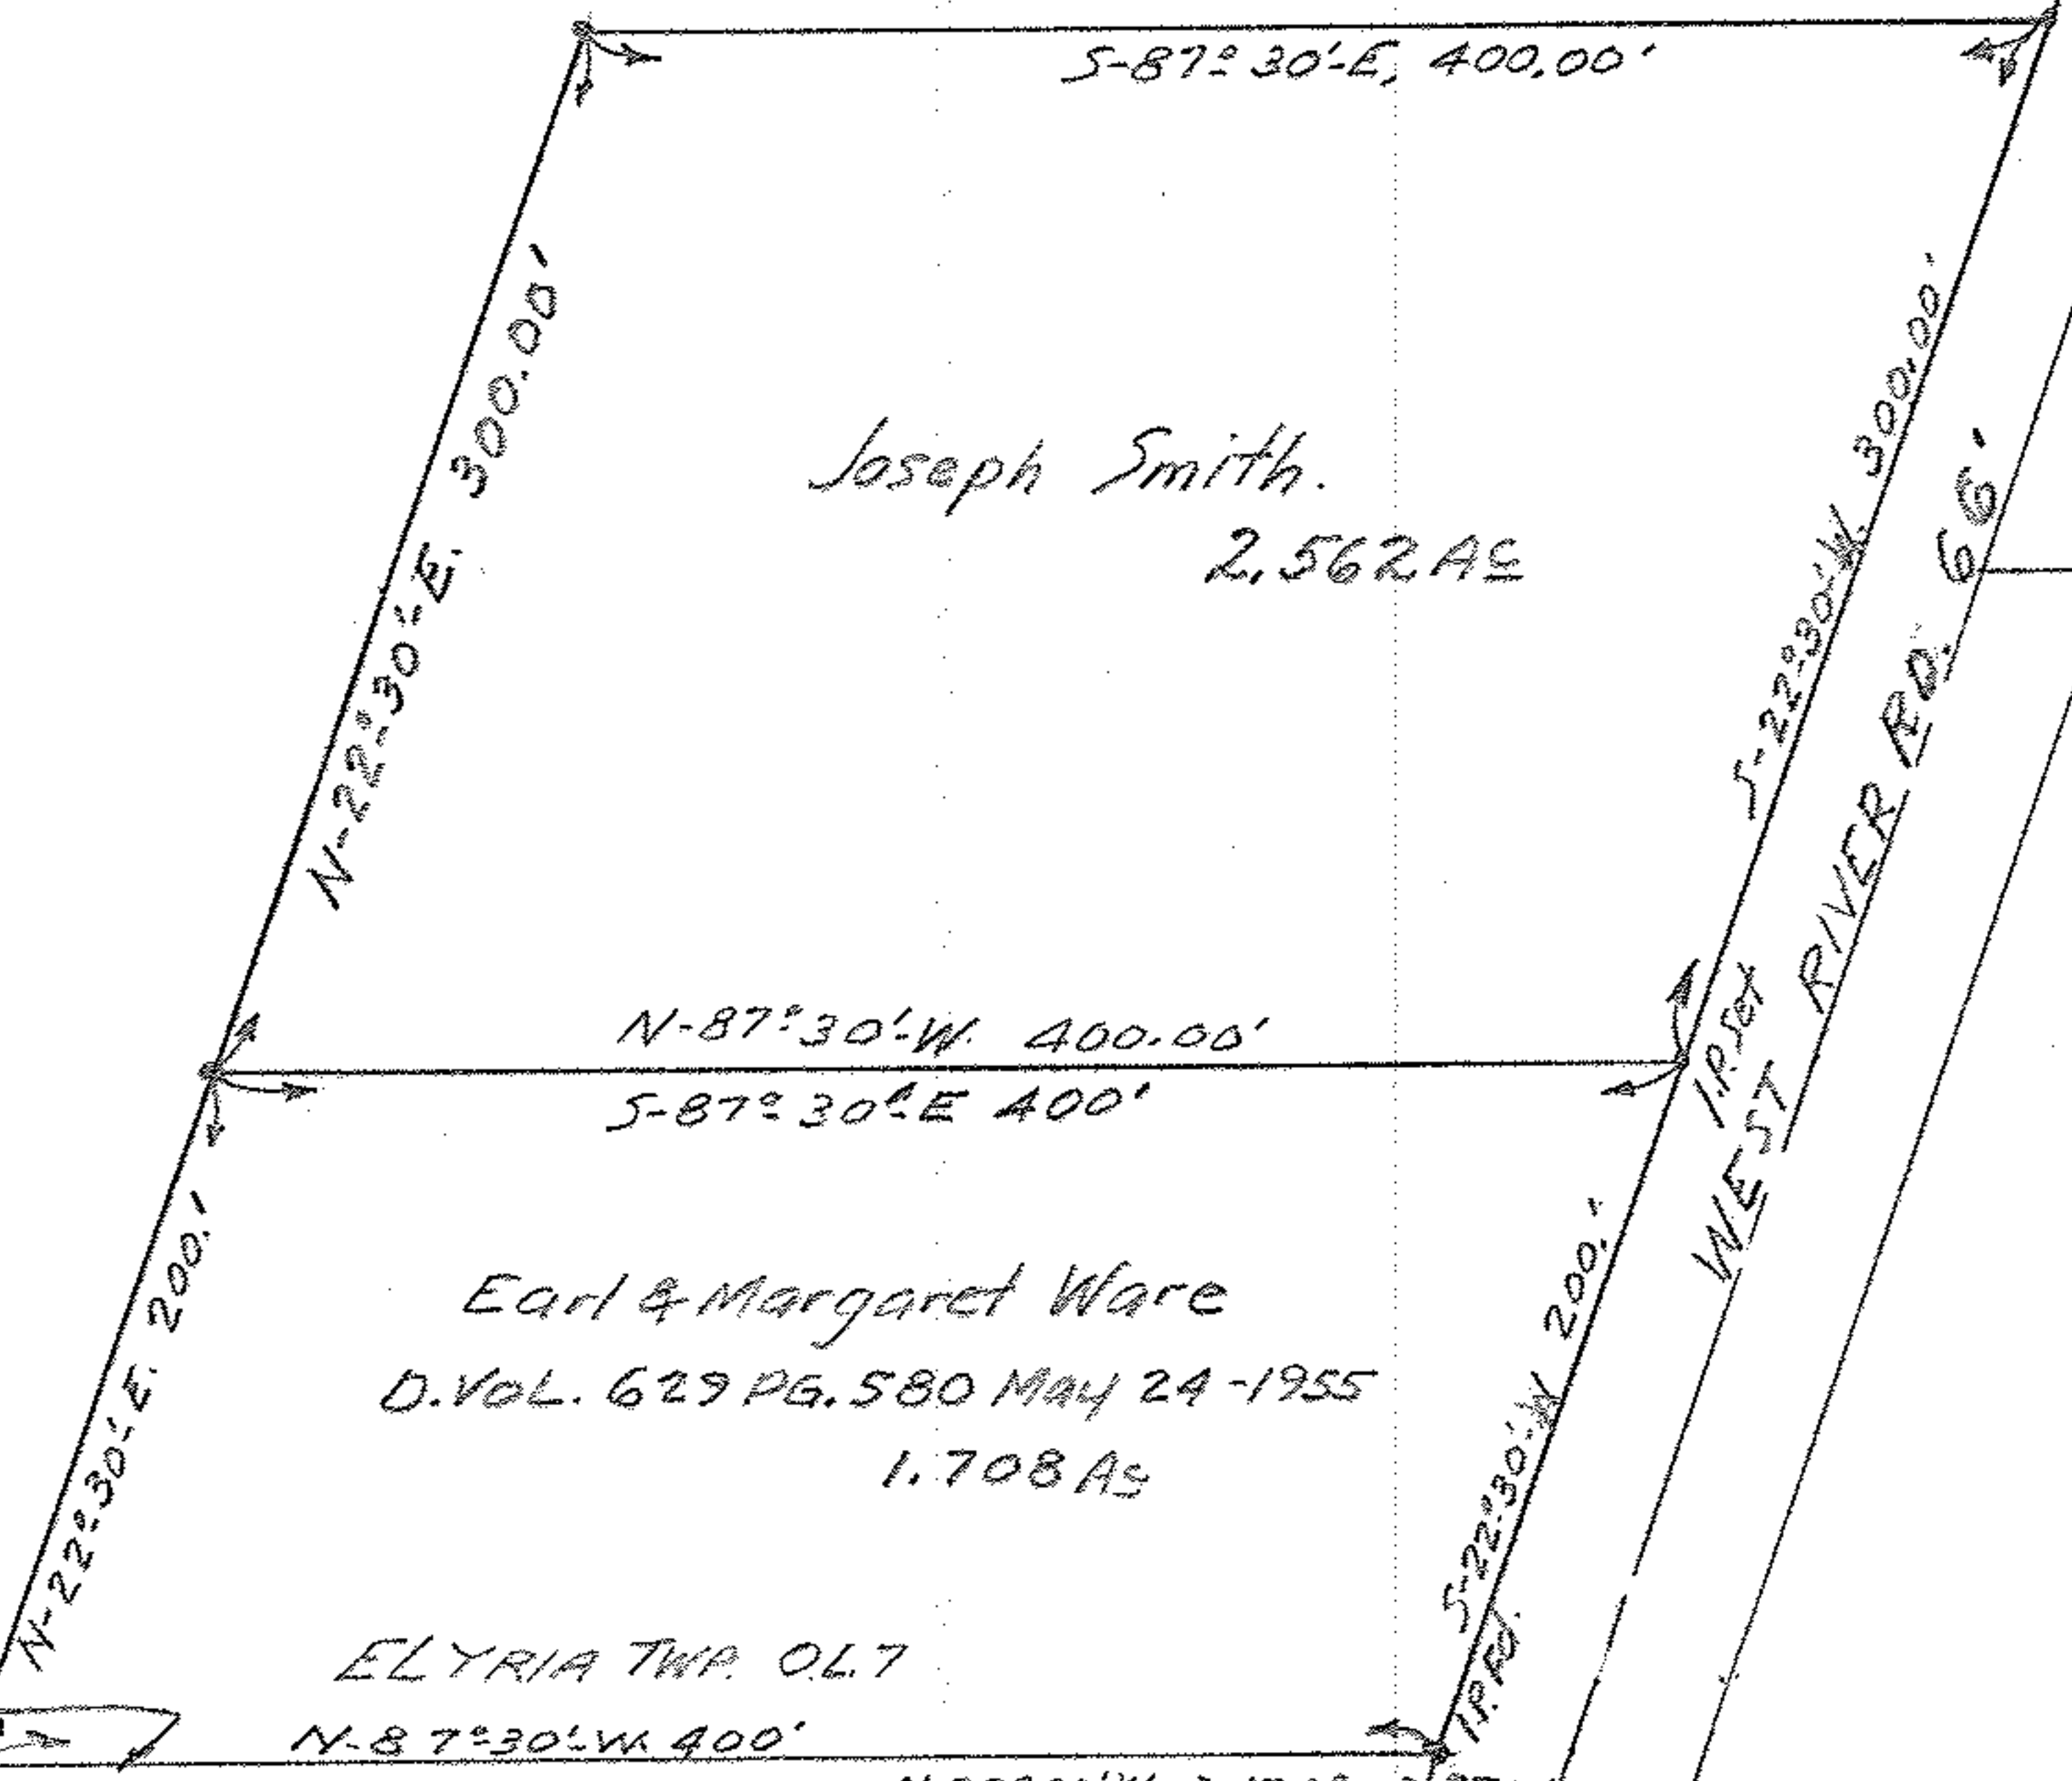 S-87° 30'-E, 400.00'
N-22°-30'-E. 300.00'
Joseph Smith.
2.562 Ac
S-22°-30'-W. 300.00'
WEST RIVER RD. 66'
N-87°30'-W. 400.00'
I.P. Set
S-87° 30'-E 400'
N-22°-30'-E. 200.'
Earl & Margaret Ware
D. VOL. 629 PG. 580 May 24-1955
1.708 Ac
S-22°-30'-W 200.'
ELYRIA TWP. O.L. 7
I.P.
N-87°-30'-W. 400'